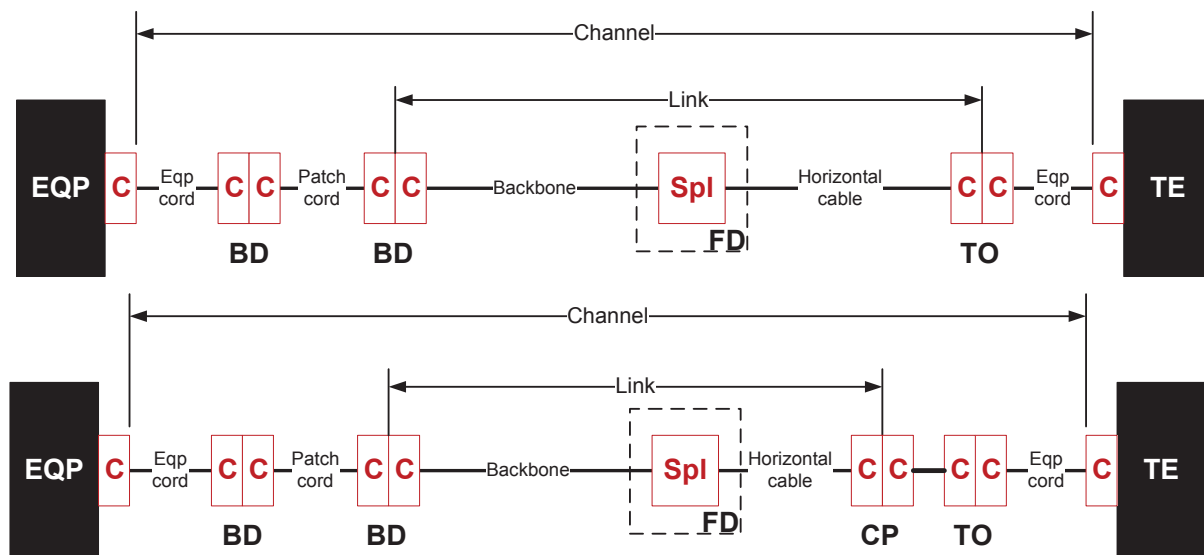 Channel
Link
EQP C Eqp cord C C Patch cord C C Backbone Spl Horizontal cable C C Eqp cord C TE
BD BD FD TO
Channel
Link
EQP C Eqp cord C C Patch cord C C Backbone Spl Horizontal cable C C C C Eqp cord C TE
BD BD FD CP TO